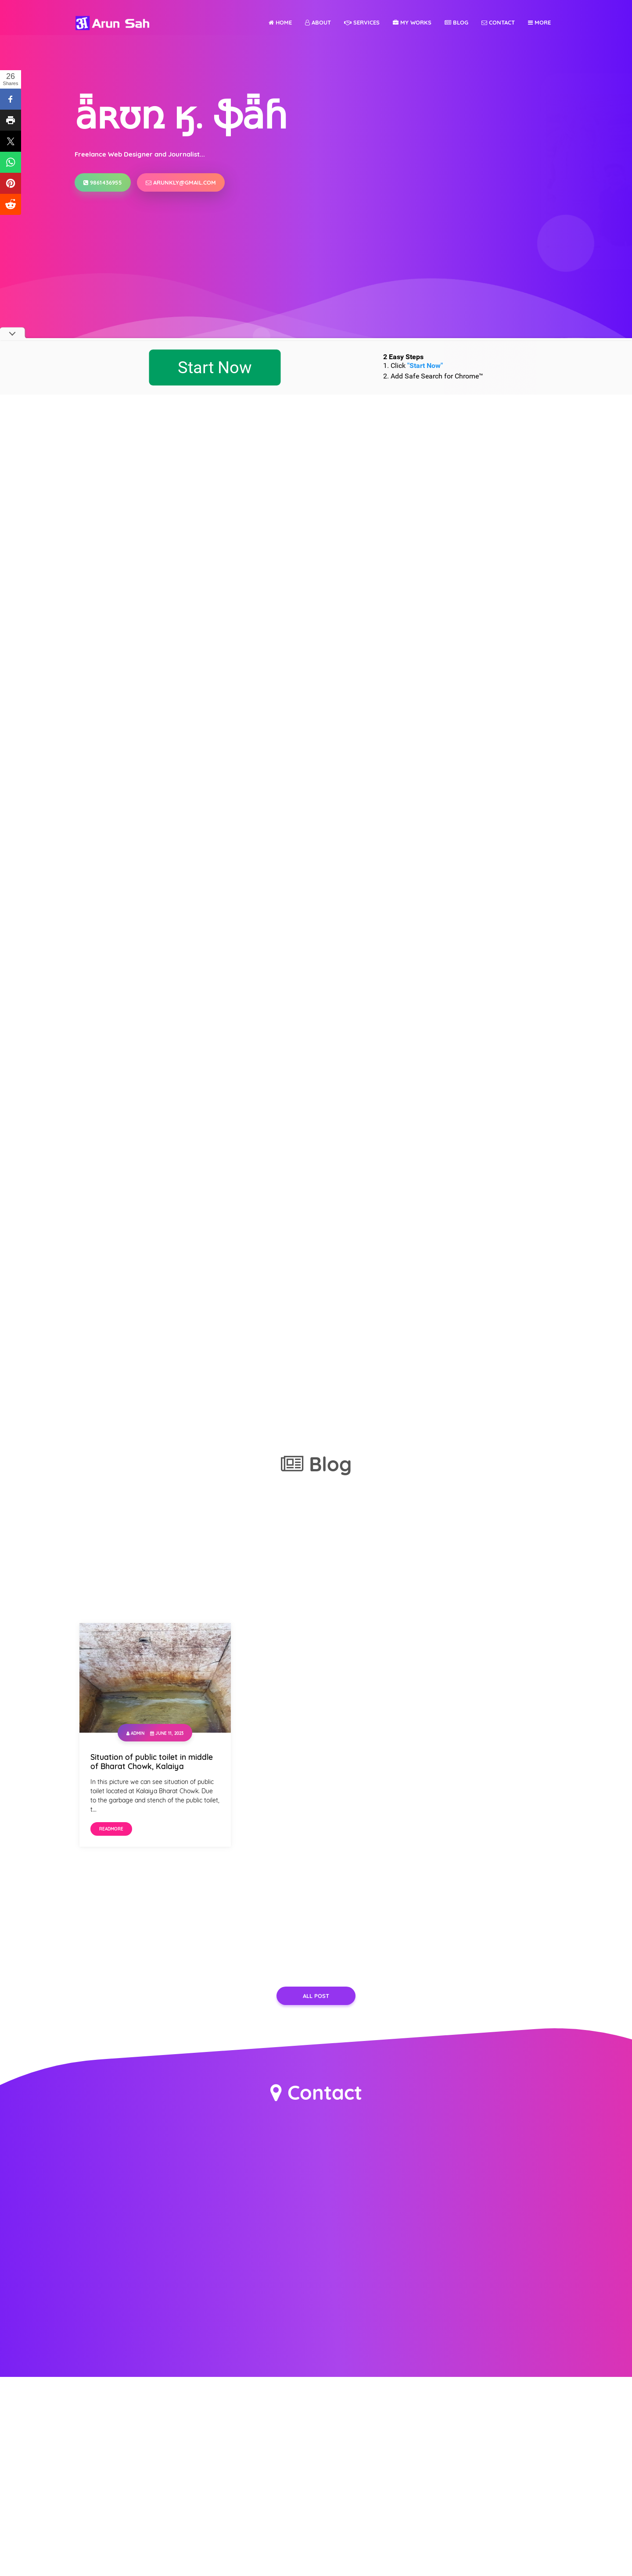 अ Arun Sah
HOME ABOUT SERVICES MY WORKS BLOG CONTACT MORE
26
Shares
Freelance Web Designer and Journalist...
9861436955 ARUNKLY@GMAIL.COM
Start Now
2 Easy Steps
1. Click "Start Now"
2. Add Safe Search for Chrome™
Blog
ADMIN JUNE 11, 2023
Situation of public toilet in middle
of Bharat Chowk, Kalaiya
In this picture we can see situation of public
toilet located at Kalaiya Bharat Chowk. Due
to the garbage and stench of the public toilet,
t...
READMORE
ALL POST
Contact